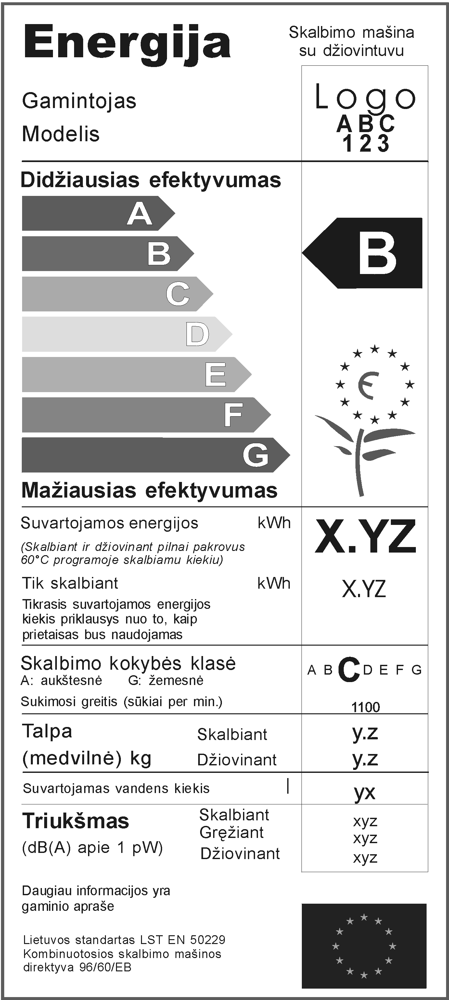 Energija
Skalbimo mašina
su džiovintuvu
Gamintojas
Modelis
Logo
ABC
123
Didžiausias efektyvumas
A
B
C
D
E
F
G
B
Mažiausias efektyvumas
Suvartojamos energijos kWh X.YZ
(Skalbiant ir džiovinant pilnai pakrovus
60°C programoje skalbiamu kiekiu)
Tik skalbiant kWh X.YZ
Tikrasis suvartojamos energijos
kiekis priklausys nuo to, kaip
prietaisas bus naudojamas
Skalbimo kokybės klasė A B C D E F G
A: aukštesnė G: žemesnė
Sukimosi greitis (sūkiai per min.) 1100
Talpa Skalbiant y.z
(medvilnė) kg Džiovinant y.z
Suvartojamas vandens kiekis l yx
Triukšmas
(dB(A) apie 1 pW)
Skalbiant xyz
Gręžiant xyz
Džiovinant xyz
Daugiau informacijos yra
gaminio apraše
Lietuvos standartas LST EN 50229
Kombinuotosios skalbimo mašinos
direktyva 96/60/EB